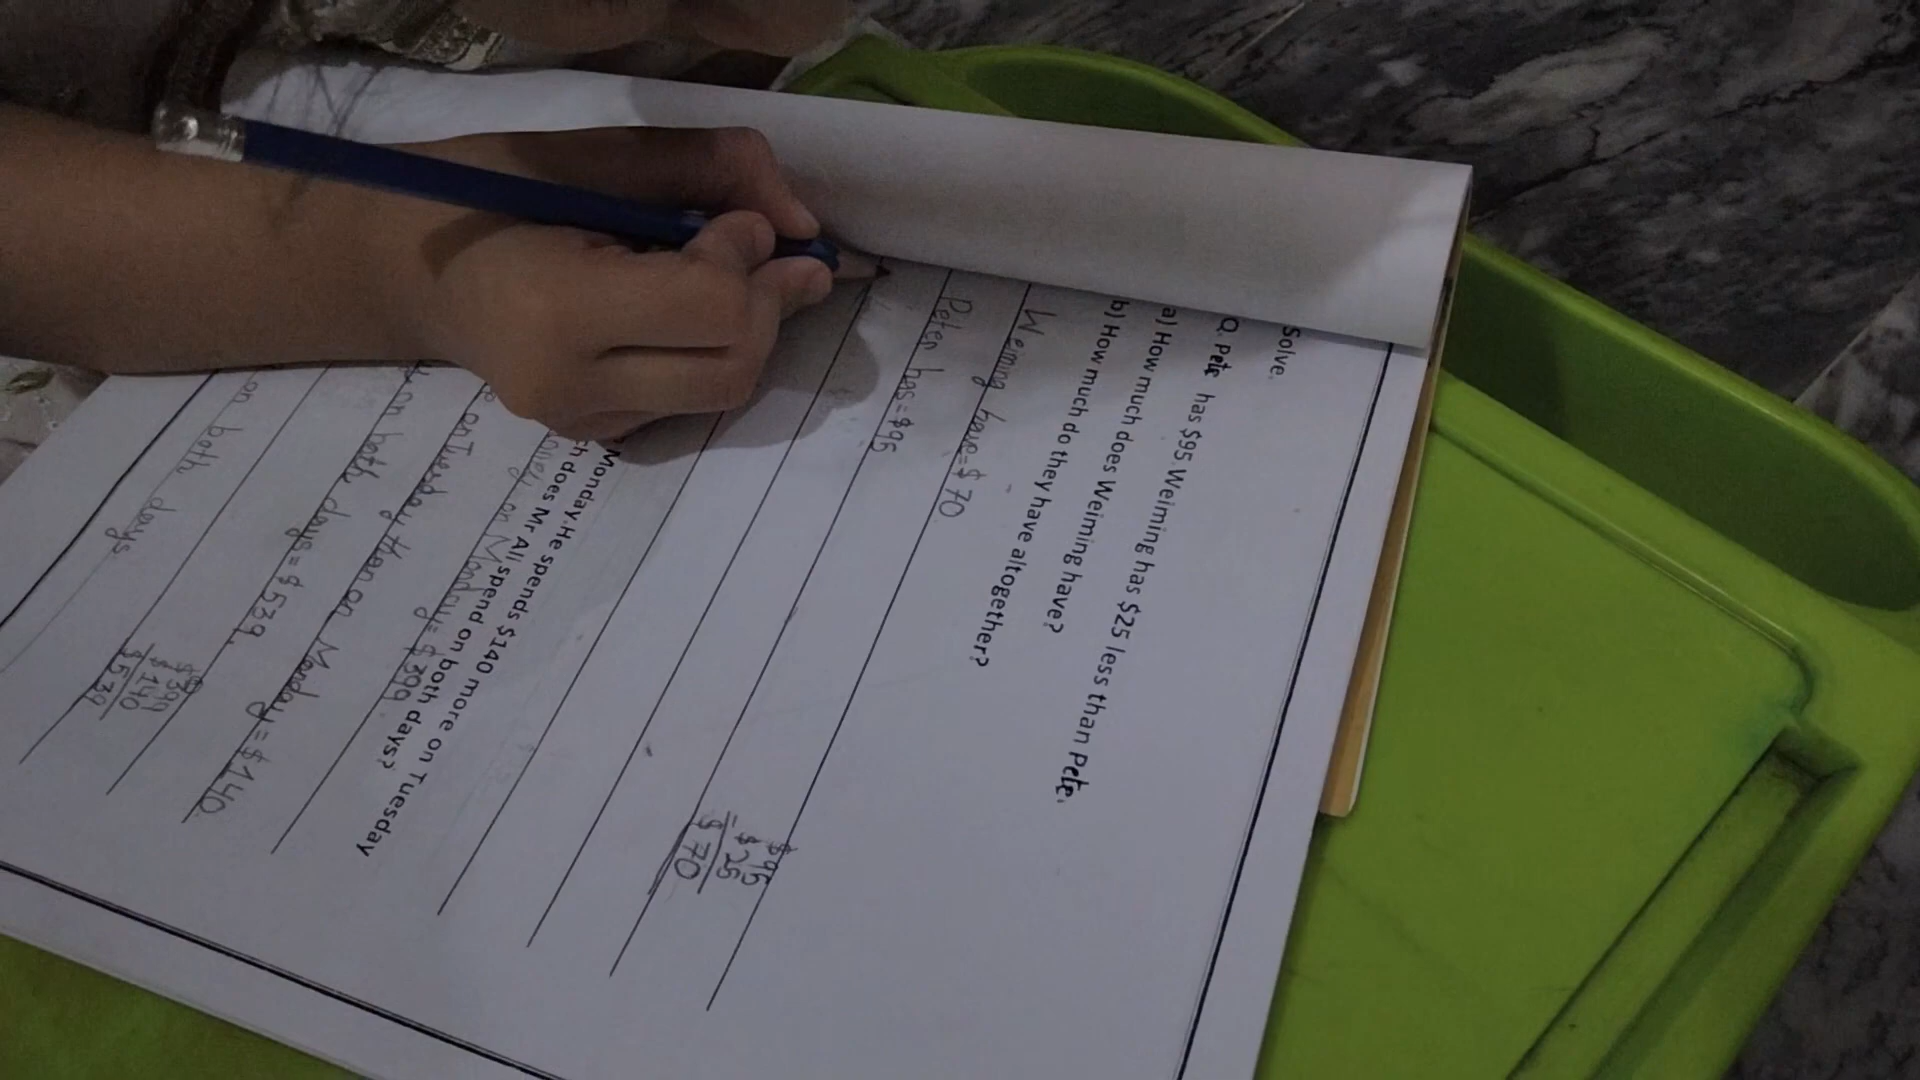 Solve.
Q. Pete has $95. Weiming has $25 less than Pete.
a) How much does Weiming have?
b) How much do they have altogether?
Weiming have = $70
Peter has = $95
$95
- $25
$70
Monday. He spends $140 more on Tuesday
does Mr Ali spend on both days?
on Monday = $399
on Tuesday then on Monday = $140
on both days = $539
$399
$140
$539
on both days